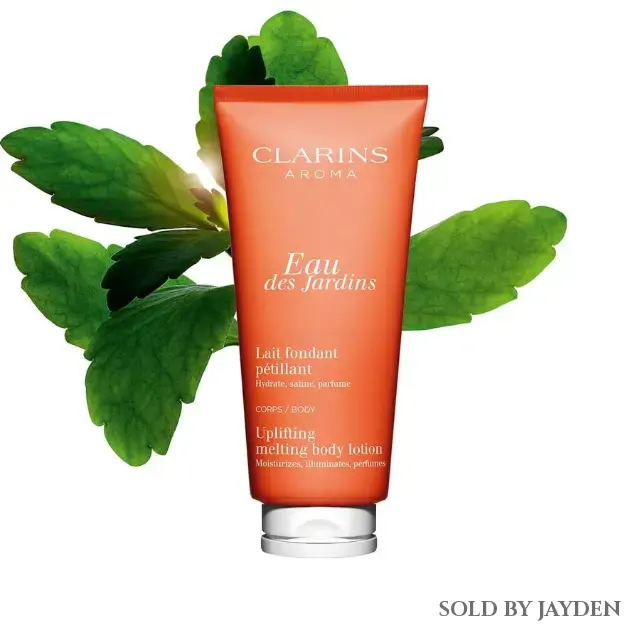 CLARINS
AROMA
Eau
des Jardins
Lait fondant
pétillant
Hydrate, satine, parfume
CORPS / BODY
Uplifting
melting body lotion
Moisturizes, illuminates, perfumes
SOLD BY JAYDEN